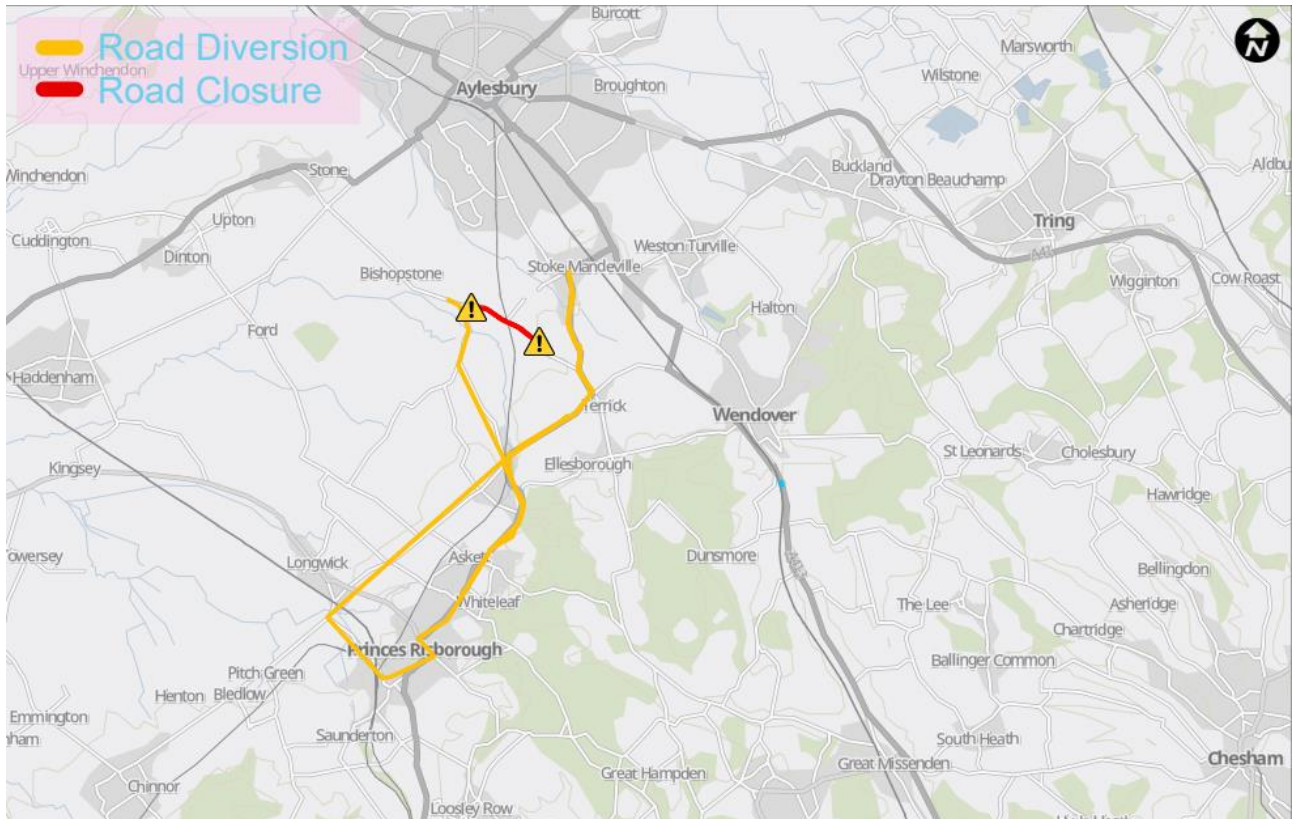 Road Diversion
Road Closure
N
Burcott
Marsworth
Upper Winchendon
Wilstone
Aylesbury
Broughton
Buckland
Aldbu
Winchendon
Stone
Drayton Beauchamp
Upton
Tring
Cuddington
Weston Turville
A41
Dinton
Bishopstone
Stoke Mandeville
Wigginton
Cow Roast
Halton
Ford
Haddenham
Terrick
Wendover
St Leonards
Cholesbury
Kingsey
Ellesborough
Hawridge
Towersey
Longwick
Askett
Dunsmore
A413
Bellingdon
Whiteleaf
The Lee
Asheridge
Chartridge
Princes Risborough
Pitch Green
Ballinger Common
Henton
Bledlow
Emmington
nham
Saunderton
South Heath
Great Missenden
Chesham
Great Hampden
Chinnor
Loosley Row